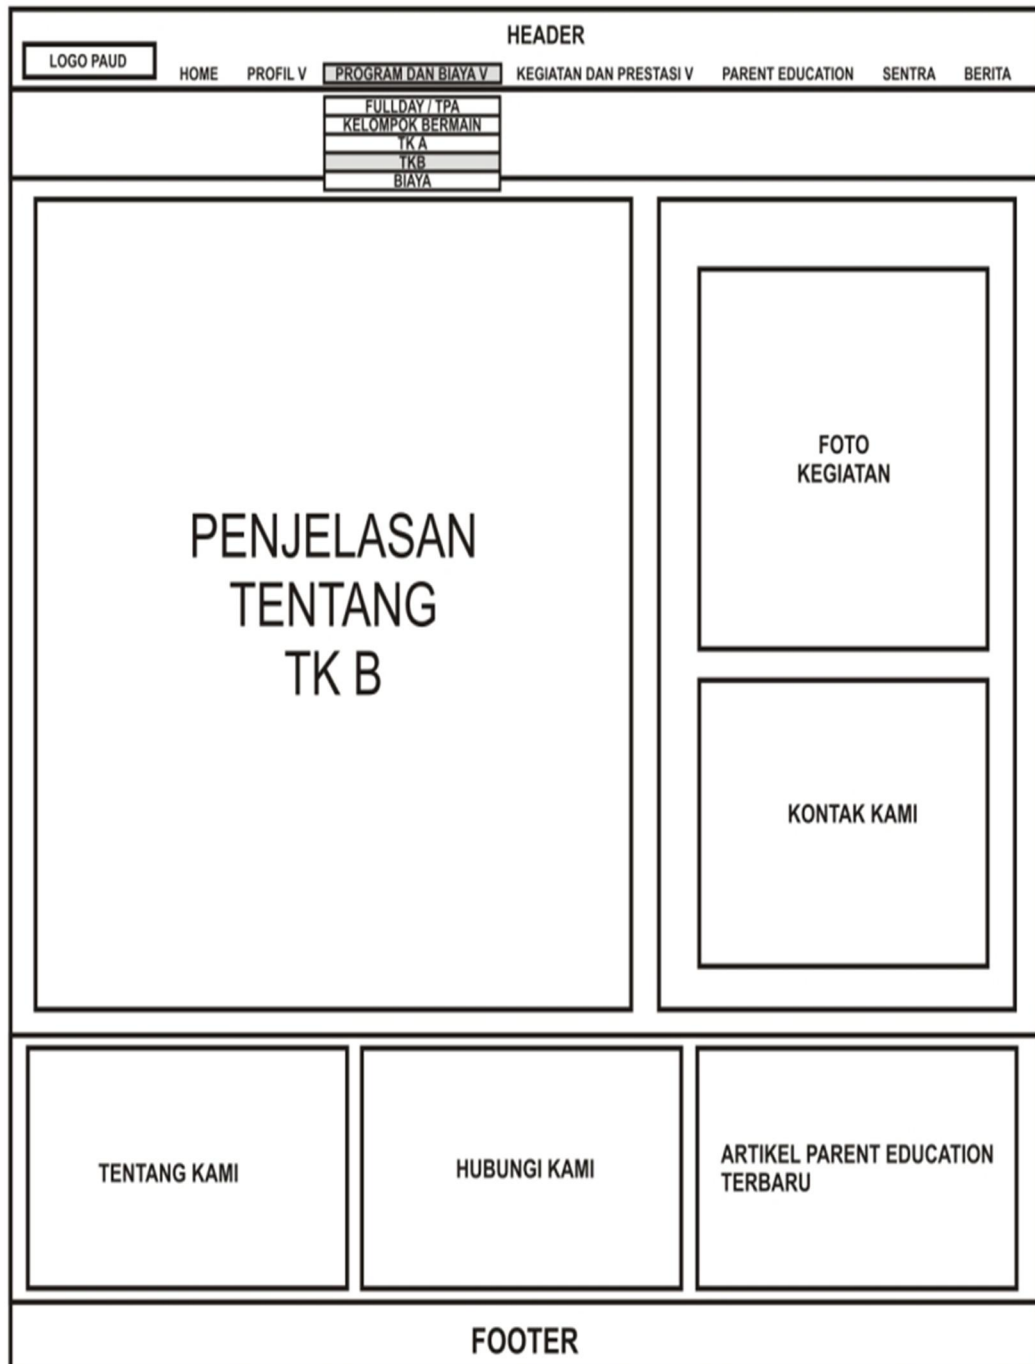 HEADER
LOGO PAUD
HOME PROFIL V PROGRAM DAN BIAYA V KEGIATAN DAN PRESTASI V PARENT EDUCATION SENTRA BERITA
FULLDAY / TPA
KELOMPOK BERMAIN
TK A
TKB
BIAYA
PENJELASAN
TENTANG
TK B
FOTO
KEGIATAN
KONTAK KAMI
TENTANG KAMI
HUBUNGI KAMI
ARTIKEL PARENT EDUCATION
TERBARU
FOOTER